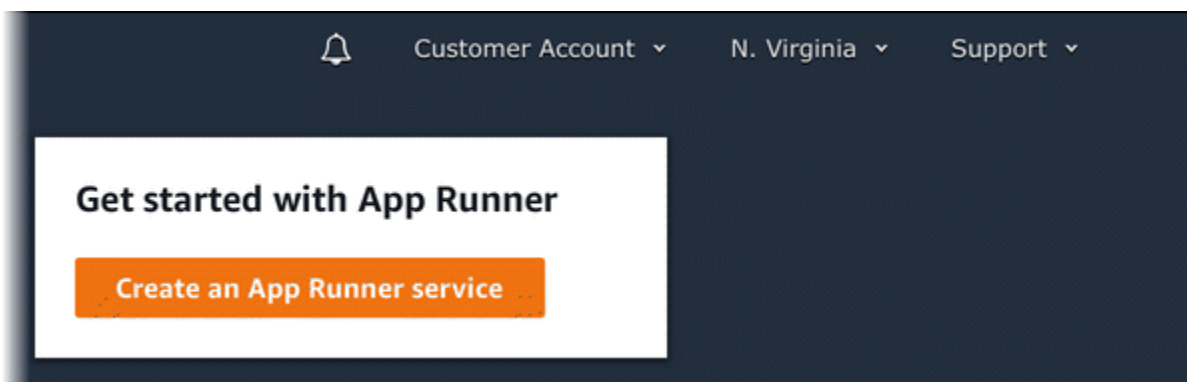 Customer Account N. Virginia Support
Get started with App Runner
Create an App Runner service